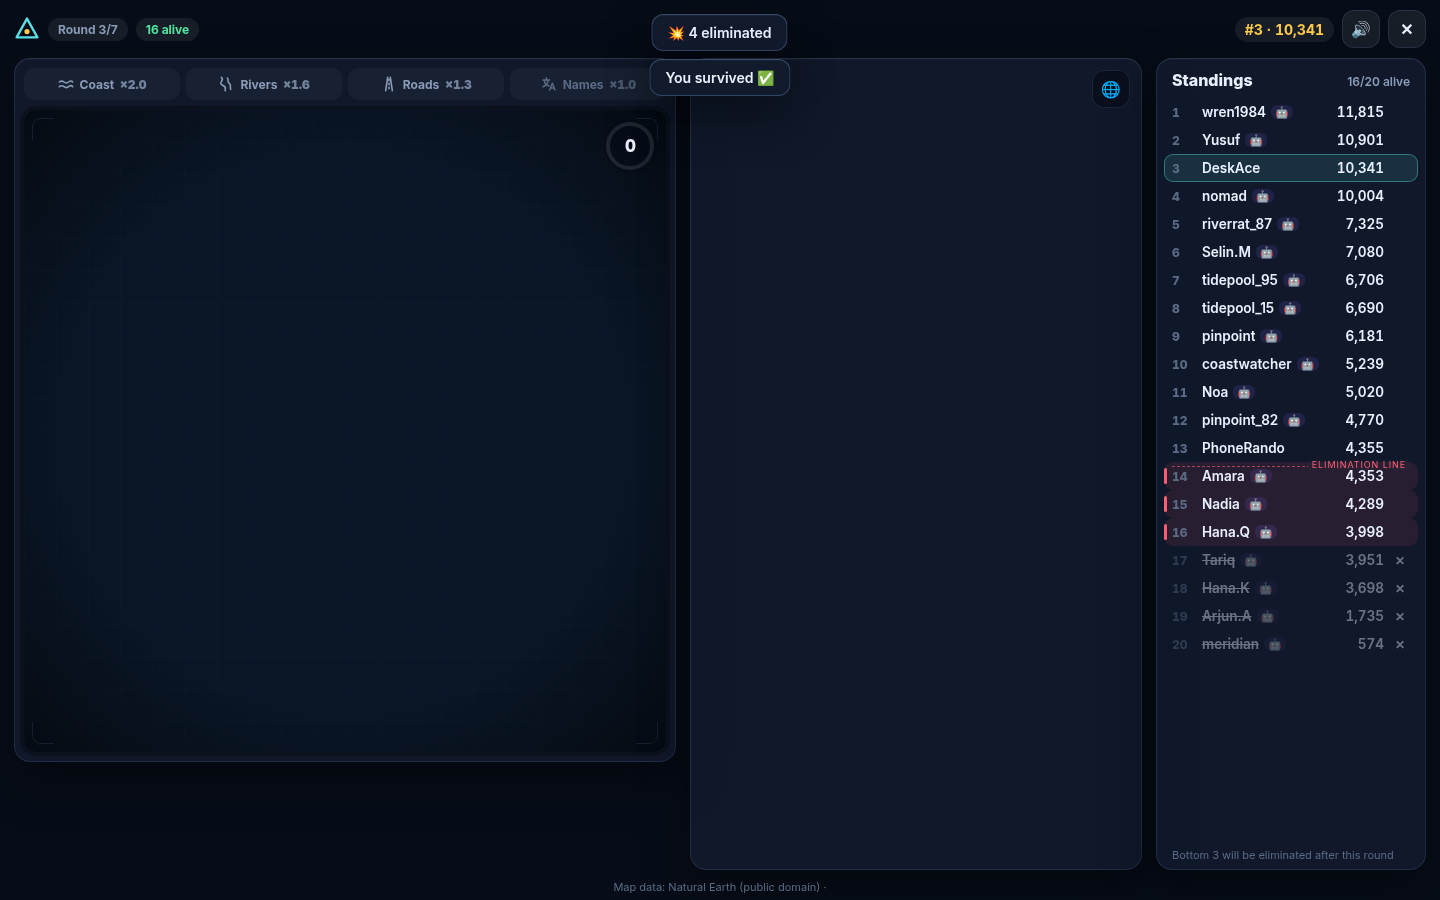 Round 3/7
16 alive
💥 4 eliminated
#3 · 10,341
Coast ×2.0
Rivers ×1.6
Roads ×1.3
Names ×1.0
You survived ✅
0
Standings
16/20 alive
1 wren1984 11,815
2 Yusuf 10,901
3 DeskAce 10,341
4 nomad 10,004
5 riverrat_87 7,325
6 Selin.M 7,080
7 tidepool_95 6,706
8 tidepool_15 6,690
9 pinpoint 6,181
10 coastwatcher 5,239
11 Noa 5,020
12 pinpoint_82 4,770
13 PhoneRando 4,355
ELIMINATION LINE
14 Amara 4,353
15 Nadia 4,289
16 Hana.Q 3,998
17 Tariq 3,951 ×
18 Hana.K 3,698 ×
19 Arjun.A 1,735 ×
20 meridian 574 ×
Bottom 3 will be eliminated after this round
Map data: Natural Earth (public domain) ·